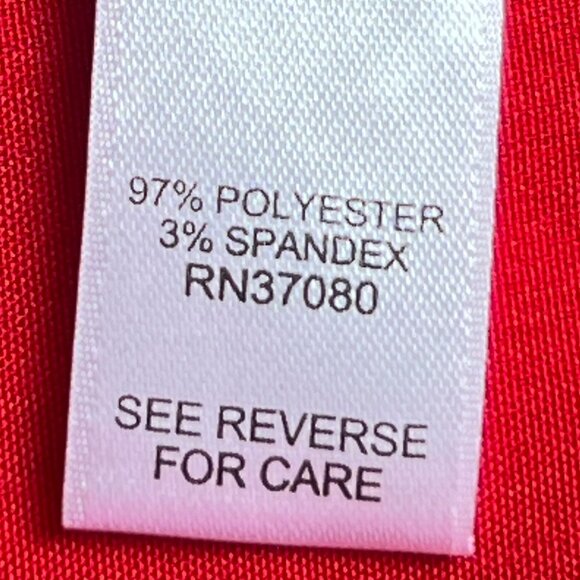 97% POLYESTER
3% SPANDEX
RN37080
SEE REVERSE
FOR CARE